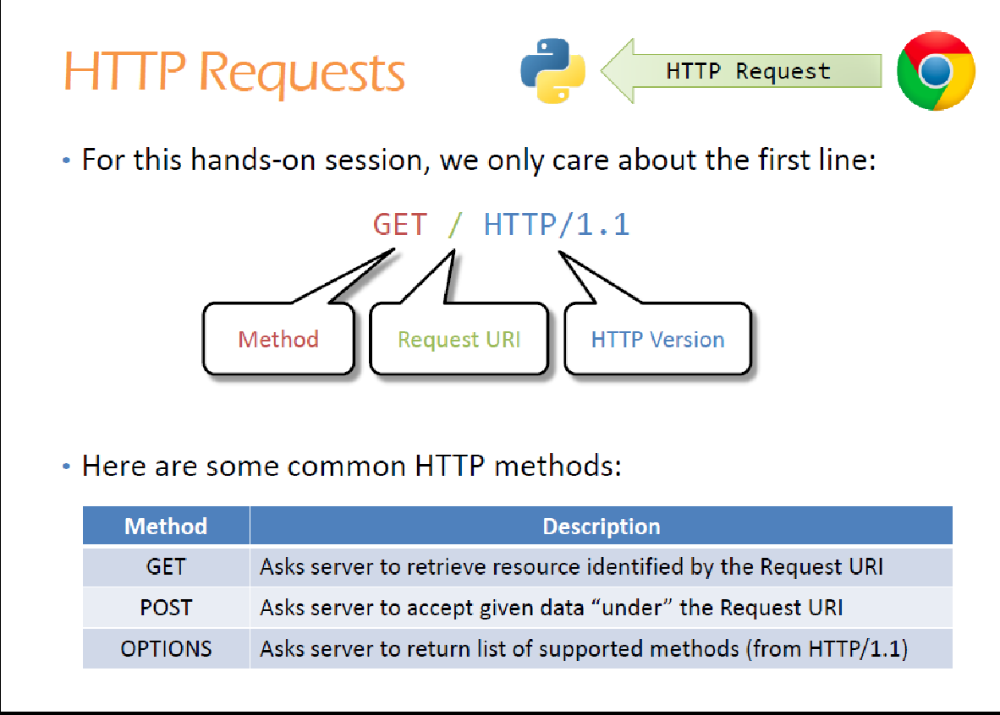 HTTP Requests
HTTP Request
• For this hands-on session, we only care about the first line:
GET / HTTP/1.1
Method
Request URI
HTTP Version
• Here are some common HTTP methods:
Method Description
GET Asks server to retrieve resource identified by the Request URI
POST Asks server to accept given data “under” the Request URI
OPTIONS Asks server to return list of supported methods (from HTTP/1.1)